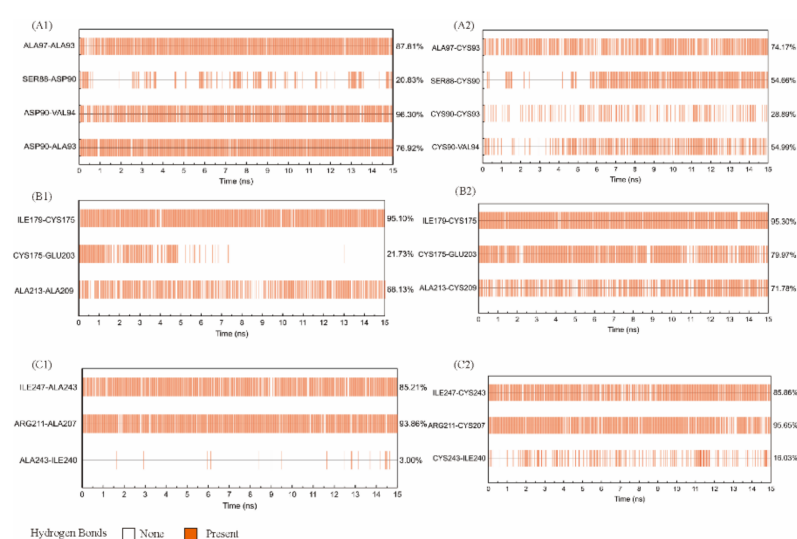 (A1)
ALA97-ALA93 87.81%
SER88-ASP90 20.83%
ASP90-VAL94 96.30%
ASP90-ALA93 76.92%
0 1 2 3 4 5 6 7 8 9 10 11 12 13 14 15
Time (ns)
(A2)
ALA97-CYS93 74.17%
SER88-CYS90 54.66%
CYS90-CYS93 28.89%
CYS90-VAL94 54.99%
0 1 2 3 4 5 6 7 8 9 10 11 12 13 14 15
Time (ns)
(B1)
ILE179-CYS175 95.10%
CYS175-GLU203 21.73%
ALA213-ALA209 68.13%
0 1 2 3 4 5 6 7 8 9 10 11 12 13 14 15
Time (ns)
(B2)
ILE179-CYS175 95.30%
CYS175-GLU203 79.97%
ALA213-CYS209 71.78%
0 1 2 3 4 5 6 7 8 9 10 11 12 13 14 15
Time (ns)
(C1)
ILE247-ALA243 85.21%
ARG211-ALA207 93.86%
ALA243-ILE240 3.00%
0 1 2 3 4 5 6 7 8 9 10 11 12 13 14 15
Time (ns)
(C2)
ILE247-CYS243 85.86%
ARG211-CYS207 95.65%
CYS243-ILE240 16.03%
0 1 2 3 4 5 6 7 8 9 10 11 12 13 14 15
Time (ns)
Hydrogen Bonds None Present